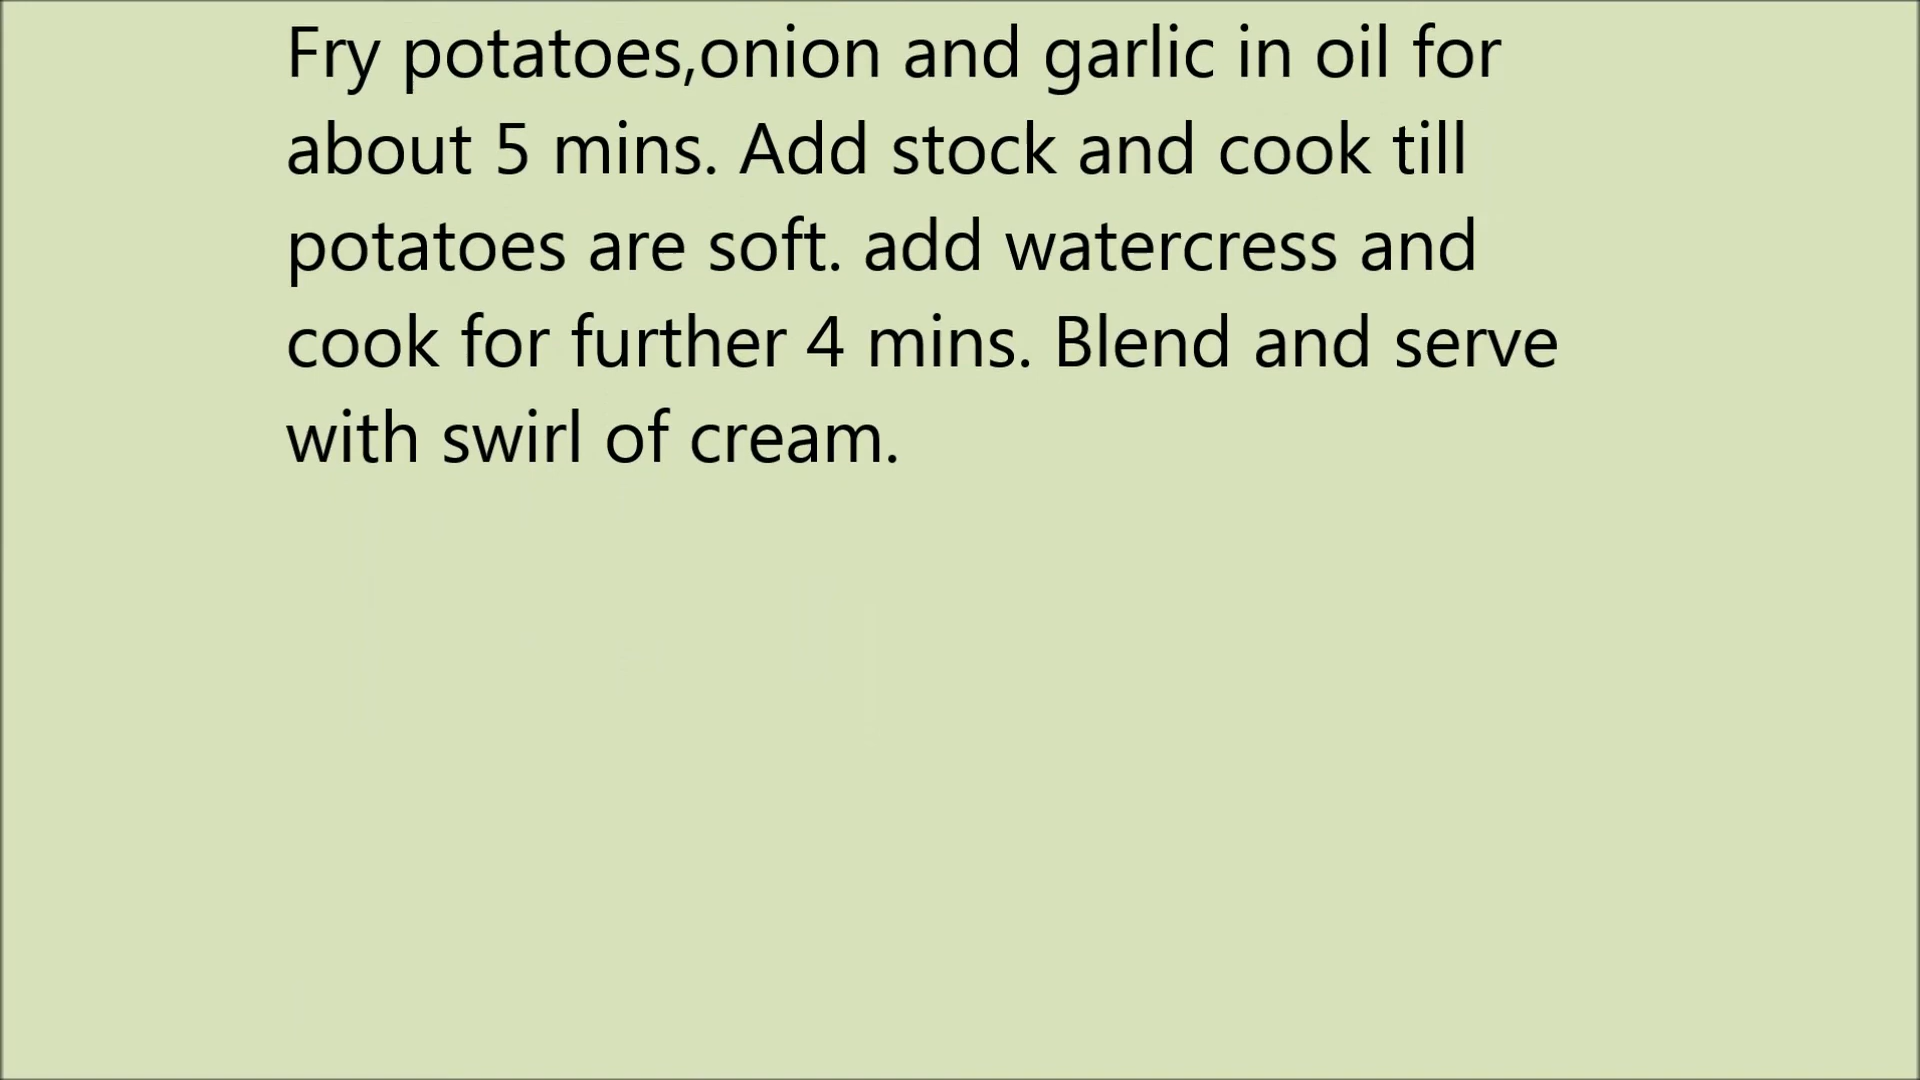 Fry potatoes,onion and garlic in oil for
about 5 mins. Add stock and cook till
potatoes are soft. add watercress and
cook for further 4 mins. Blend and serve
with swirl of cream.